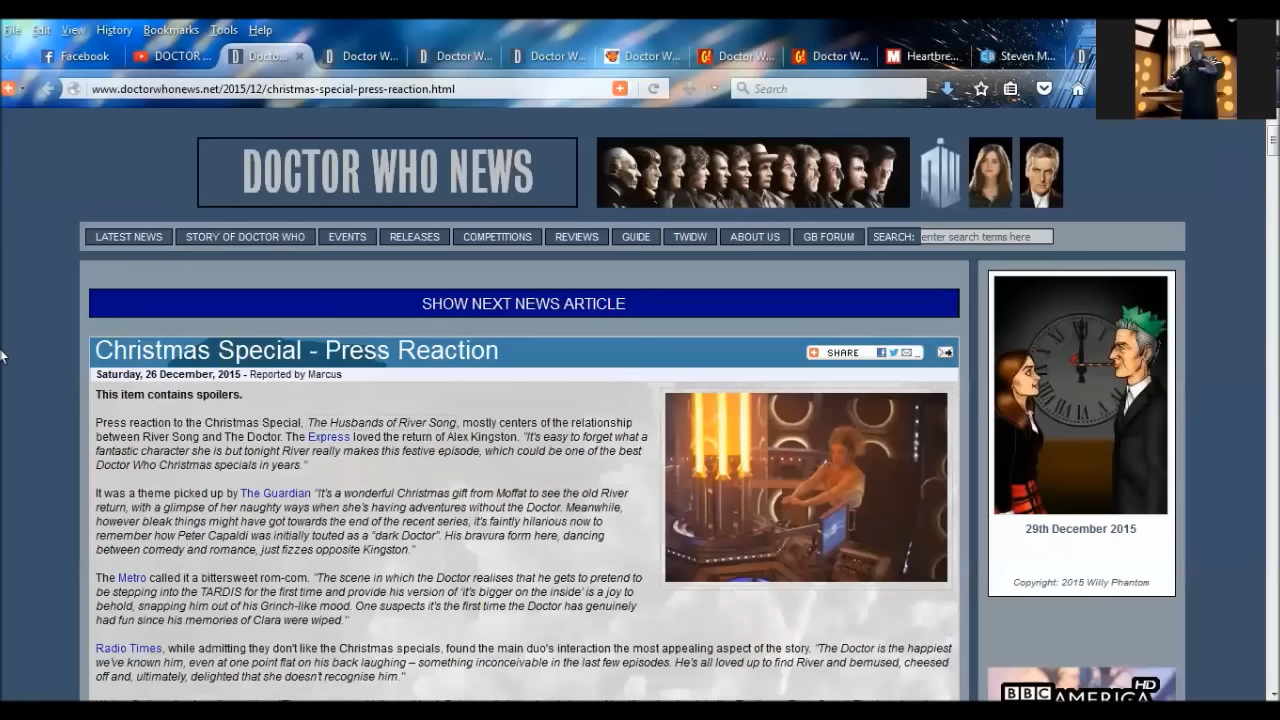 File Edit View History Bookmarks Tools Help
Facebook DOCTOR ... Docto... Doctor W... Doctor W... Doctor W... Doctor W... Doctor W... Doctor W... Heartbre... Steven M...
www.doctorwhonews.net/2015/12/christmas-special-press-reaction.html Search
DOCTOR WHO NEWS
LATEST NEWS STORY OF DOCTOR WHO EVENTS RELEASES COMPETITIONS REVIEWS GUIDE TWIDW ABOUT US GB FORUM SEARCH: enter search terms here
SHOW NEXT NEWS ARTICLE
Christmas Special - Press Reaction
SHARE
Saturday, 26 December, 2015 - Reported by Marcus
This item contains spoilers.
Press reaction to the Christmas Special, The Husbands of River Song, mostly centers of the relationship
between River Song and The Doctor. The Express loved the return of Alex Kingston. "It's easy to forget what a
fantastic character she is but tonight River really makes this festive episode, which could be one of the best
Doctor Who Christmas specials in years."
It was a theme picked up by The Guardian "It's a wonderful Christmas gift from Moffat to see the old River
return, with a glimpse of her naughty ways when she's having adventures without the Doctor. Meanwhile,
however bleak things might have got towards the end of the recent series, it's faintly hilarious now to
remember how Peter Capaldi was initially touted as a "dark Doctor". His bravura form here, dancing
between comedy and romance, just fizzes opposite Kingston."
The Metro called it a bittersweet rom-com. "The scene in which the Doctor realises that he gets to pretend to
be stepping into the TARDIS for the first time and provide his version of 'it's bigger on the inside' is a joy to
behold, snapping him out of his Grinch-like mood. One suspects it's the first time the Doctor has genuinely
had fun since his memories of Clara were wiped."
Radio Times, while admitting they don't like the Christmas specials, found the main duo's interaction the most appealing aspect of the story. "The Doctor is the happiest
we've known him, even at one point flat on his back laughing – something inconceivable in the last few episodes. He's all loved up to find River and bemused, cheesed
off and, ultimately, delighted that she doesn't recognise him."
29th December 2015
Copyright: 2015 Willy Phantom
BBC AMERICA HD